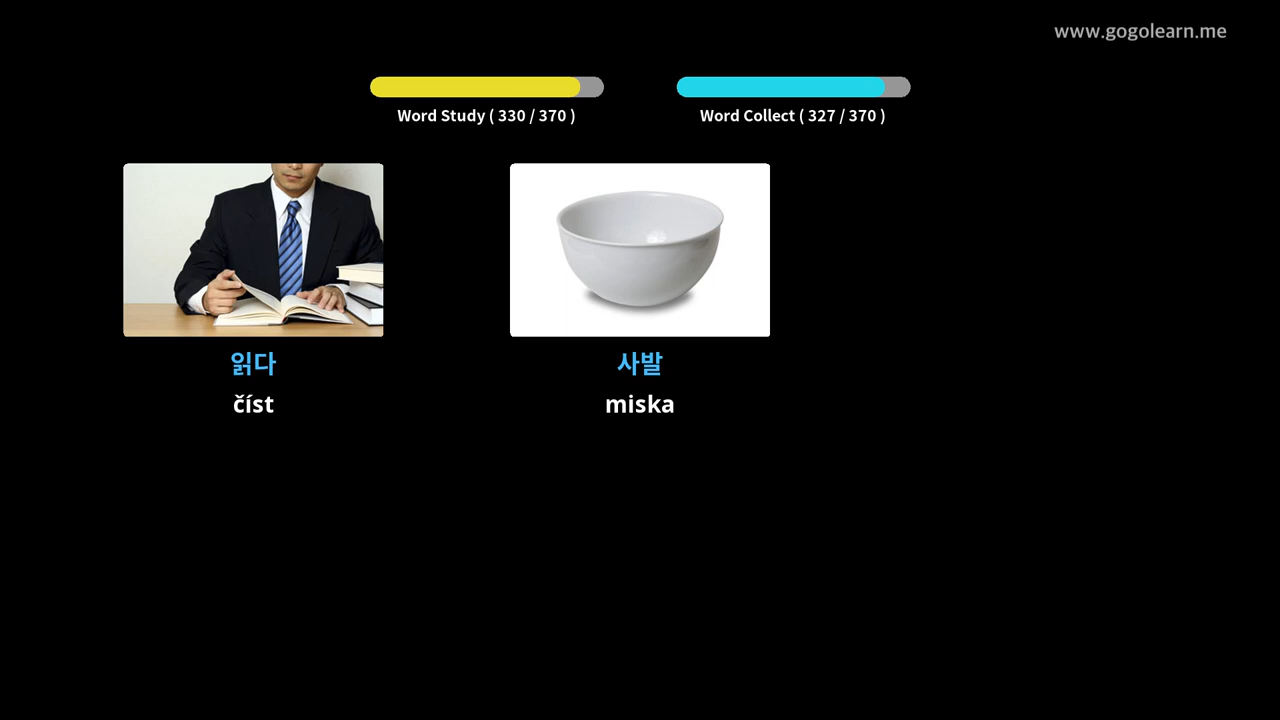 www.gogolearn.me
Word Study ( 330 / 370 )
Word Collect ( 327 / 370 )
읽다
číst
사발
miska